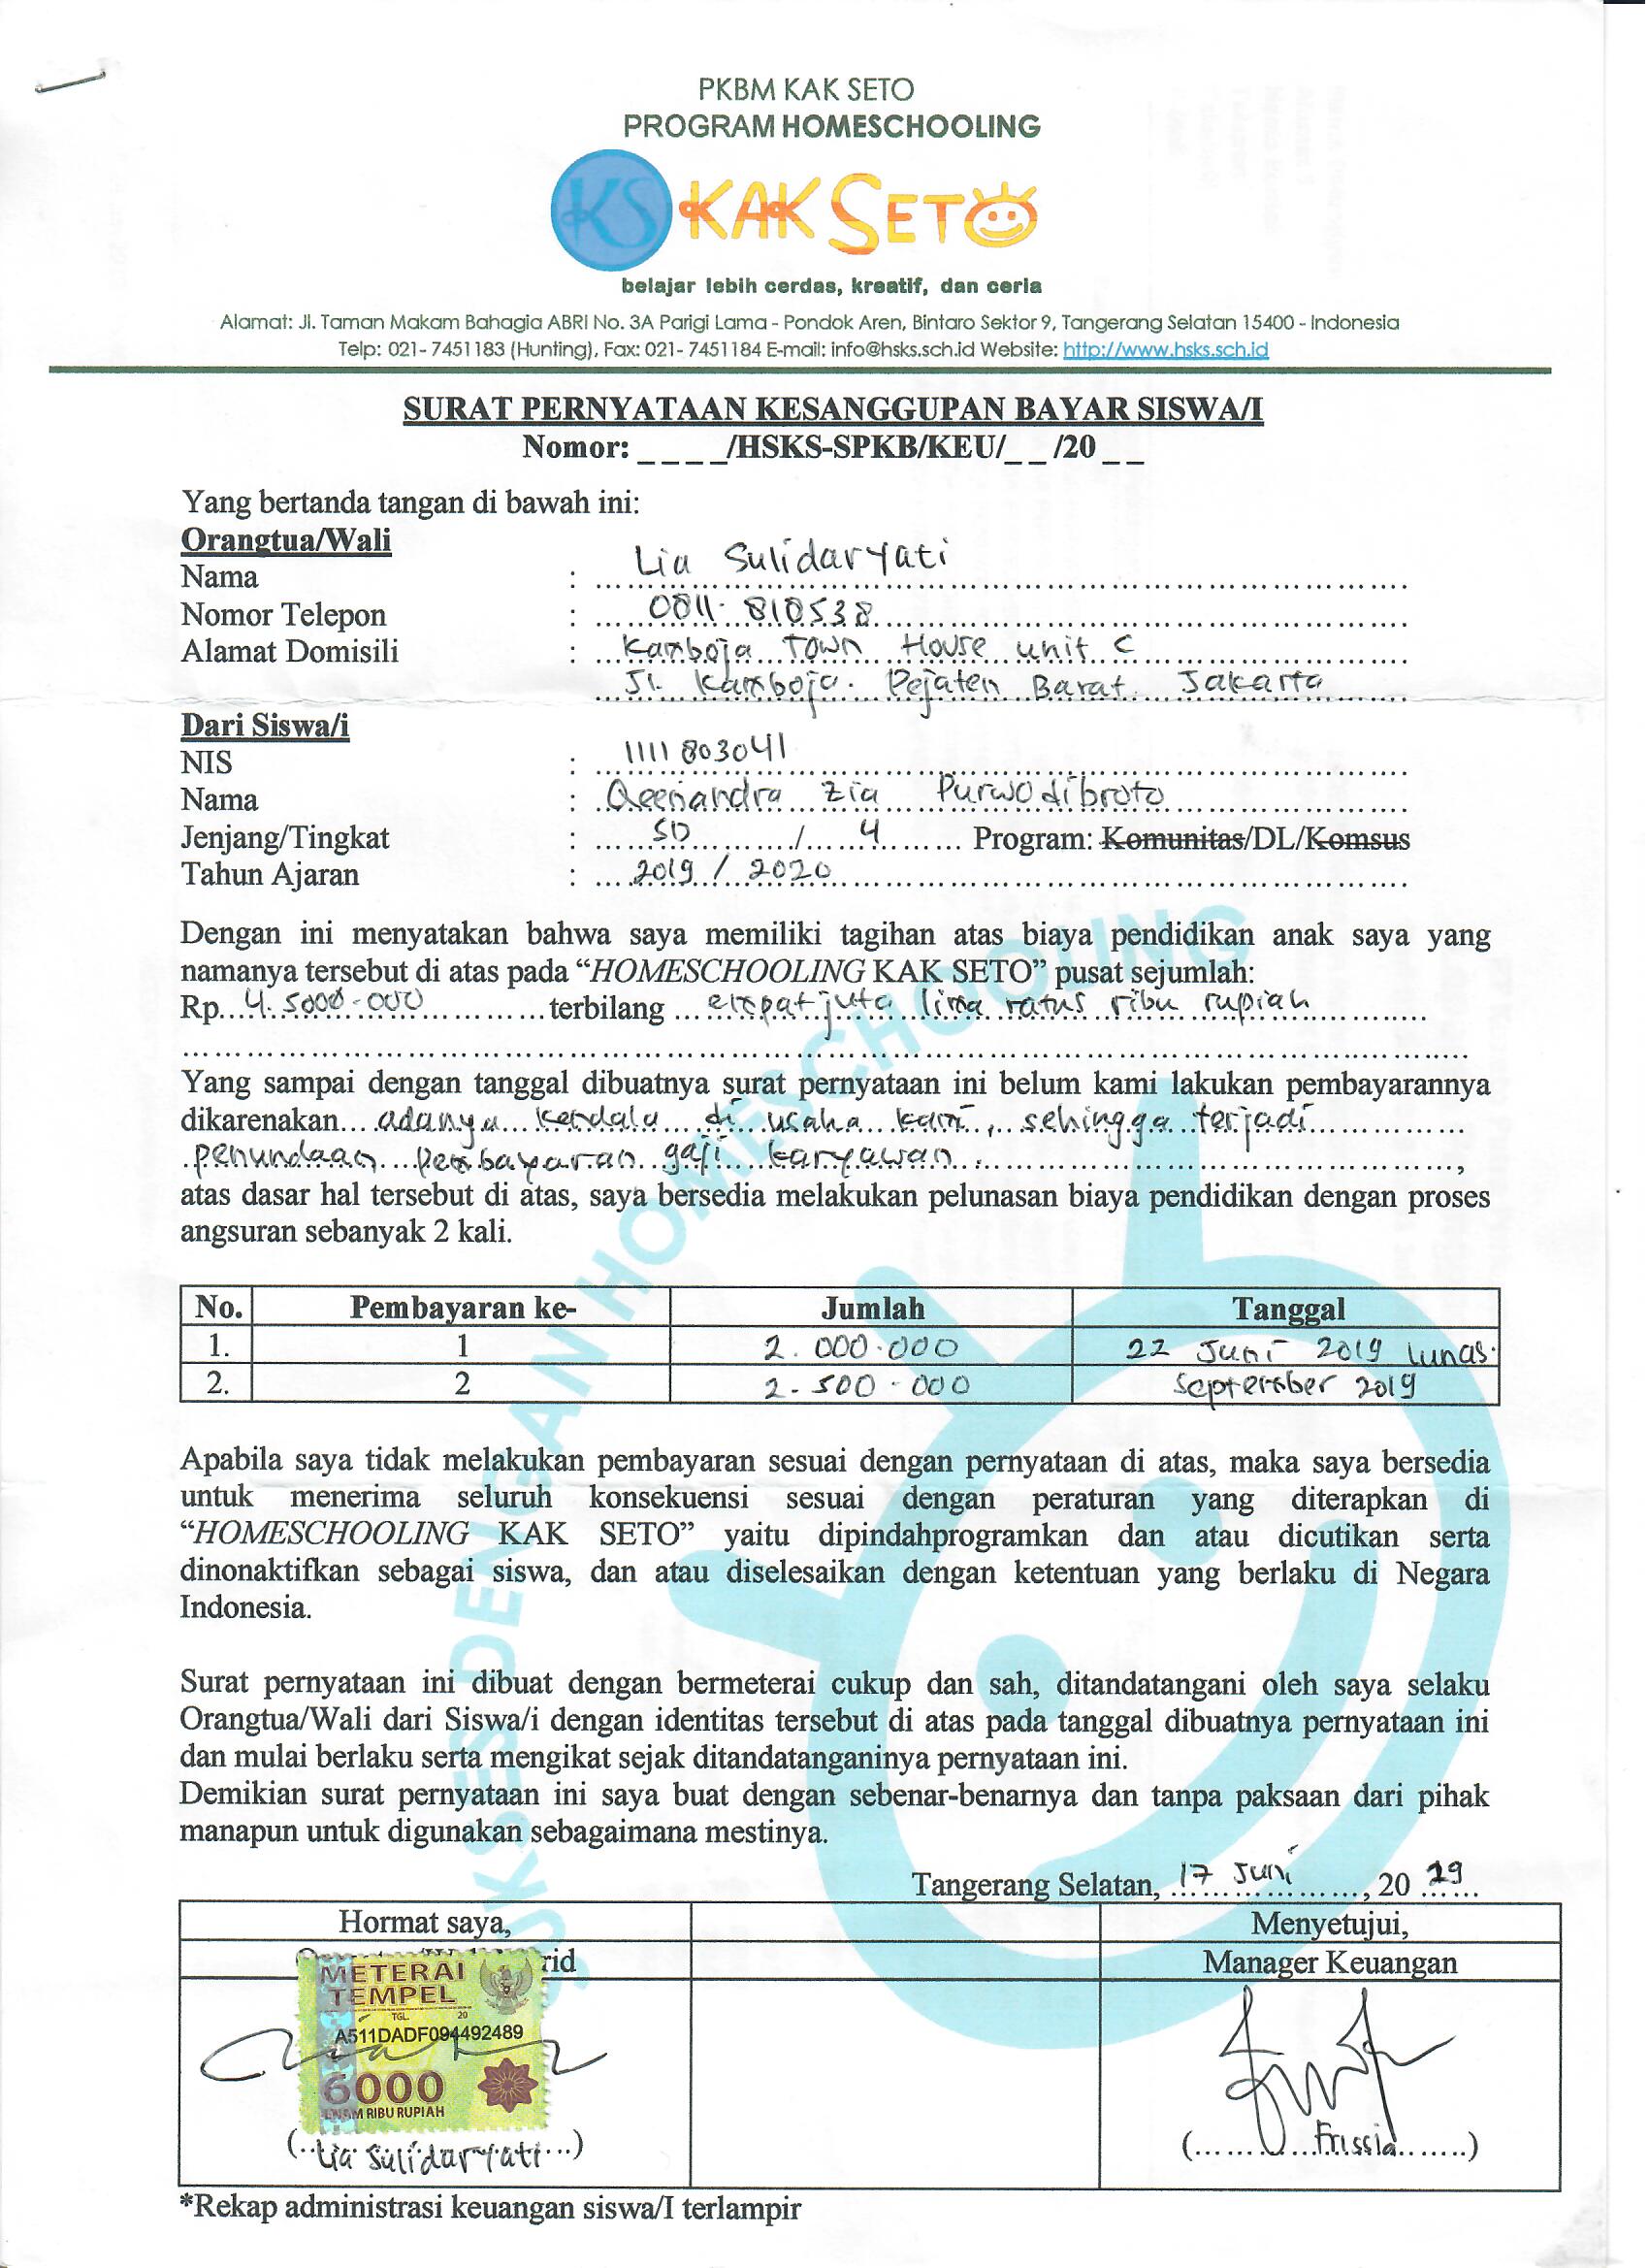 PKBM KAK SETO
PROGRAM HOMESCHOOLING
KS KAK SETO
belajar lebih cerdas, kreatif, dan ceria
Alamat: Jl. Taman Makam Bahagia ABRI No. 3A Parigi Lama - Pondok Aren, Bintaro Sektor 9, Tangerang Selatan 15400 - Indonesia
Telp: 021- 7451183 (Hunting), Fax: 021- 7451184 E-mail: info@hsks.sch.id Website: http://www.hsks.sch.id
SURAT PERNYATAAN KESANGGUPAN BAYAR SISWA/I
Nomor: _ _ _ _/HSKS-SPKB/KEU/_ _ /20 _ _
Yang bertanda tangan di bawah ini:
Orangtua/Wali
Nama : Lia Sulidaryati
Nomor Telepon : 0811. 810538
Alamat Domisili : Kamboja Town House unit C
Jl. Kamboja. Pejaten Barat. Jakarta
Dari Siswa/i
NIS : 1111803041
Nama : Qeenandra Zia Purwodibroto
Jenjang/Tingkat : SD / 4 Program: Komunitas/DL/Komsus
Tahun Ajaran : 2019 / 2020
Dengan ini menyatakan bahwa saya memiliki tagihan atas biaya pendidikan anak saya yang
namanya tersebut di atas pada “HOMESCHOOLING KAK SETO” pusat sejumlah:
Rp 4.5000.000 terbilang empat juta lima ratus ribu rupiah
Yang sampai dengan tanggal dibuatnya surat pernyataan ini belum kami lakukan pembayarannya
dikarenakan adanya kendala di usaha kami, sehingga terjadi
penundaan pembayaran gaji karyawan.
atas dasar hal tersebut di atas, saya bersedia melakukan pelunasan biaya pendidikan dengan proses
angsuran sebanyak 2 kali.
No. Pembayaran ke- Jumlah Tanggal
1. 1 2.000.000 22 Juni 2019 lunas.
2. 2 2.500.000 September 2019
Apabila saya tidak melakukan pembayaran sesuai dengan pernyataan di atas, maka saya bersedia
untuk menerima seluruh konsekuensi sesuai dengan peraturan yang diterapkan di
“HOMESCHOOLING KAK SETO” yaitu dipindahprogramkan dan atau dicutikan serta
dinonaktifkan sebagai siswa, dan atau diselesaikan dengan ketentuan yang berlaku di Negara
Indonesia.
Surat pernyataan ini dibuat dengan bermeterai cukup dan sah, ditandatangani oleh saya selaku
Orangtua/Wali dari Siswa/i dengan identitas tersebut di atas pada tanggal dibuatnya pernyataan ini
dan mulai berlaku serta mengikat sejak ditandatanganinya pernyataan ini.
Demikian surat pernyataan ini saya buat dengan sebenar-benarnya dan tanpa paksaan dari pihak
manapun untuk digunakan sebagaimana mestinya.
Tangerang Selatan, 17 Juni, 20 19
Hormat saya, Menyetujui,
Manager Keuangan
METERAI
TEMPEL
TGL. 20
A511DADF094492489
6000
ENAM RIBU RUPIAH
(Lia Sulidaryati) (Frissia)
*Rekap administrasi keuangan siswa/I terlampir
DENGAN HOMESCHOOLING